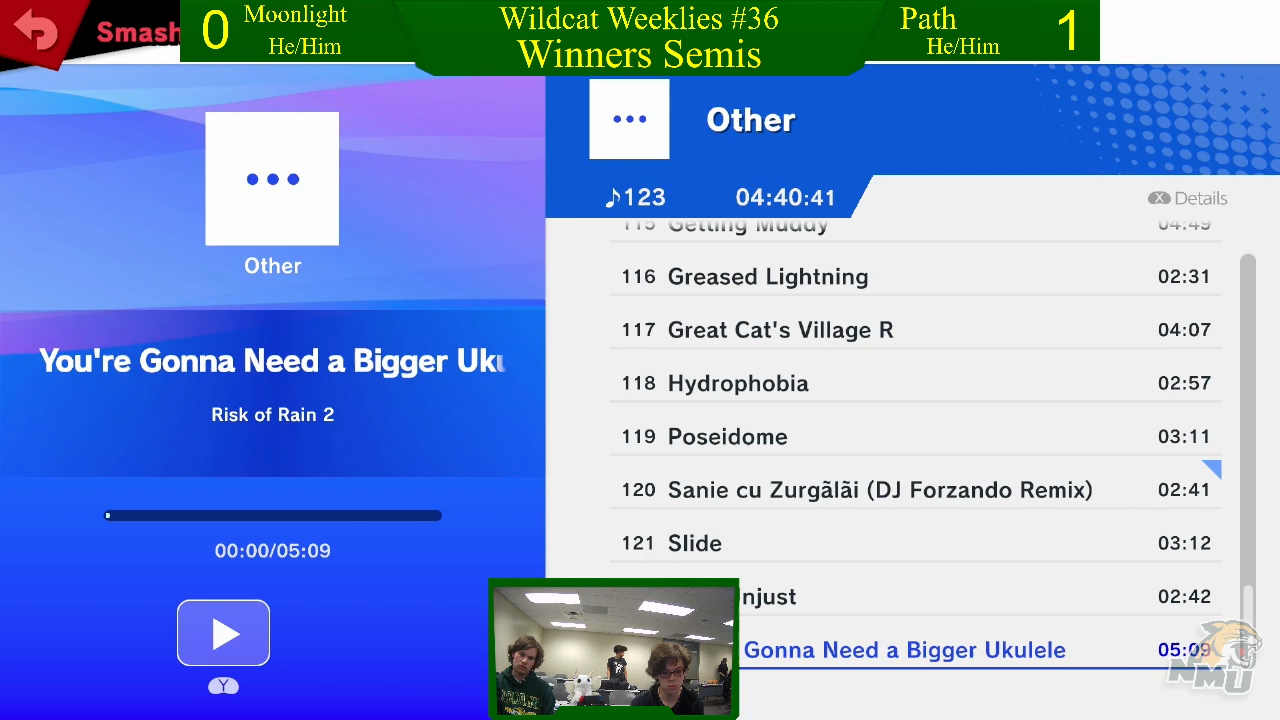 Smash
0
Moonlight
He/Him
Wildcat Weeklies #36
Winners Semis
Path
He/Him
1
Other
You're Gonna Need a Bigger Uku
Risk of Rain 2
00:00/05:09
Y
Other
♪123 04:40:41
X Details
115 Getting Muddy 04:49
116 Greased Lightning 02:31
117 Great Cat's Village R 04:07
118 Hydrophobia 02:57
119 Poseidome 03:11
120 Sanie cu Zurgãlãi (DJ Forzando Remix) 02:41
121 Slide 03:12
njust 02:42
Gonna Need a Bigger Ukulele 05:09
NMU